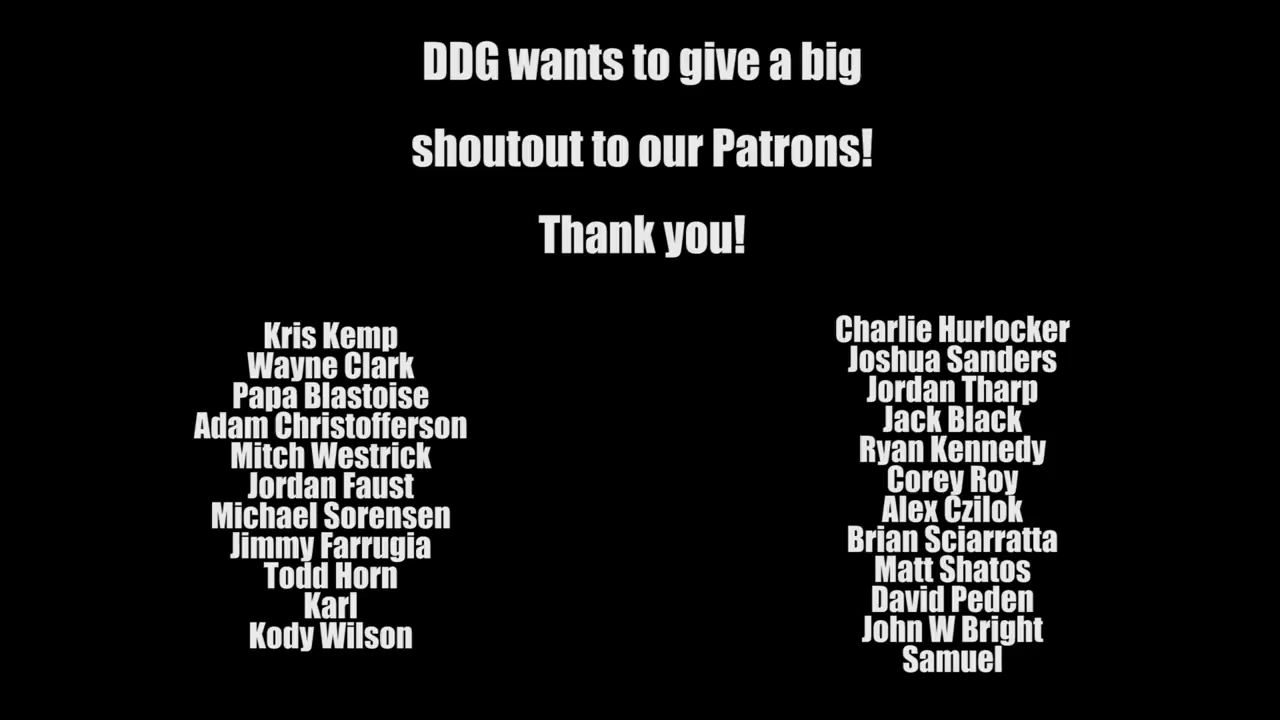 DDG wants to give a big
shoutout to our Patrons!
Thank you!
Kris Kemp
Wayne Clark
Papa Blastoise
Adam Christofferson
Mitch Westrick
Jordan Faust
Michael Sorensen
Jimmy Farrugia
Todd Horn
Karl
Kody Wilson
Charlie Hurlocker
Joshua Sanders
Jordan Tharp
Jack Black
Ryan Kennedy
Corey Roy
Alex Czilok
Brian Sciarratta
Matt Shatos
David Peden
John W Bright
Samuel